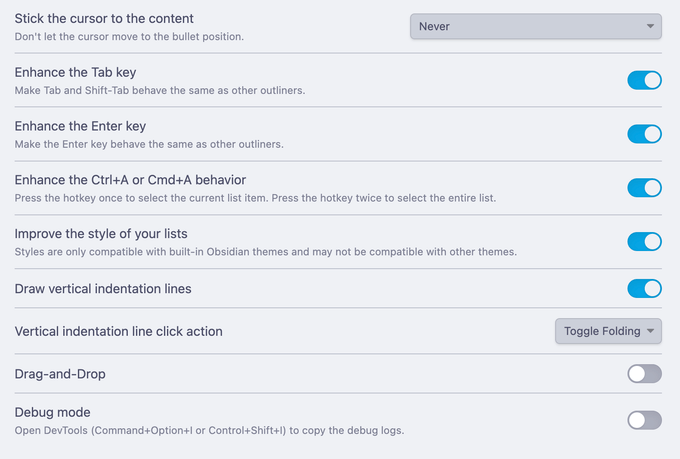 Stick the cursor to the content
Never
Don't let the cursor move to the bullet position.
Enhance the Tab key
Make Tab and Shift-Tab behave the same as other outliners.
Enhance the Enter key
Make the Enter key behave the same as other outliners.
Enhance the Ctrl+A or Cmd+A behavior
Press the hotkey once to select the current list item. Press the hotkey twice to select the entire list.
Improve the style of your lists
Styles are only compatible with built-in Obsidian themes and may not be compatible with other themes.
Draw vertical indentation lines
Vertical indentation line click action
Toggle Folding
Drag-and-Drop
Debug mode
Open DevTools (Command+Option+I or Control+Shift+I) to copy the debug logs.